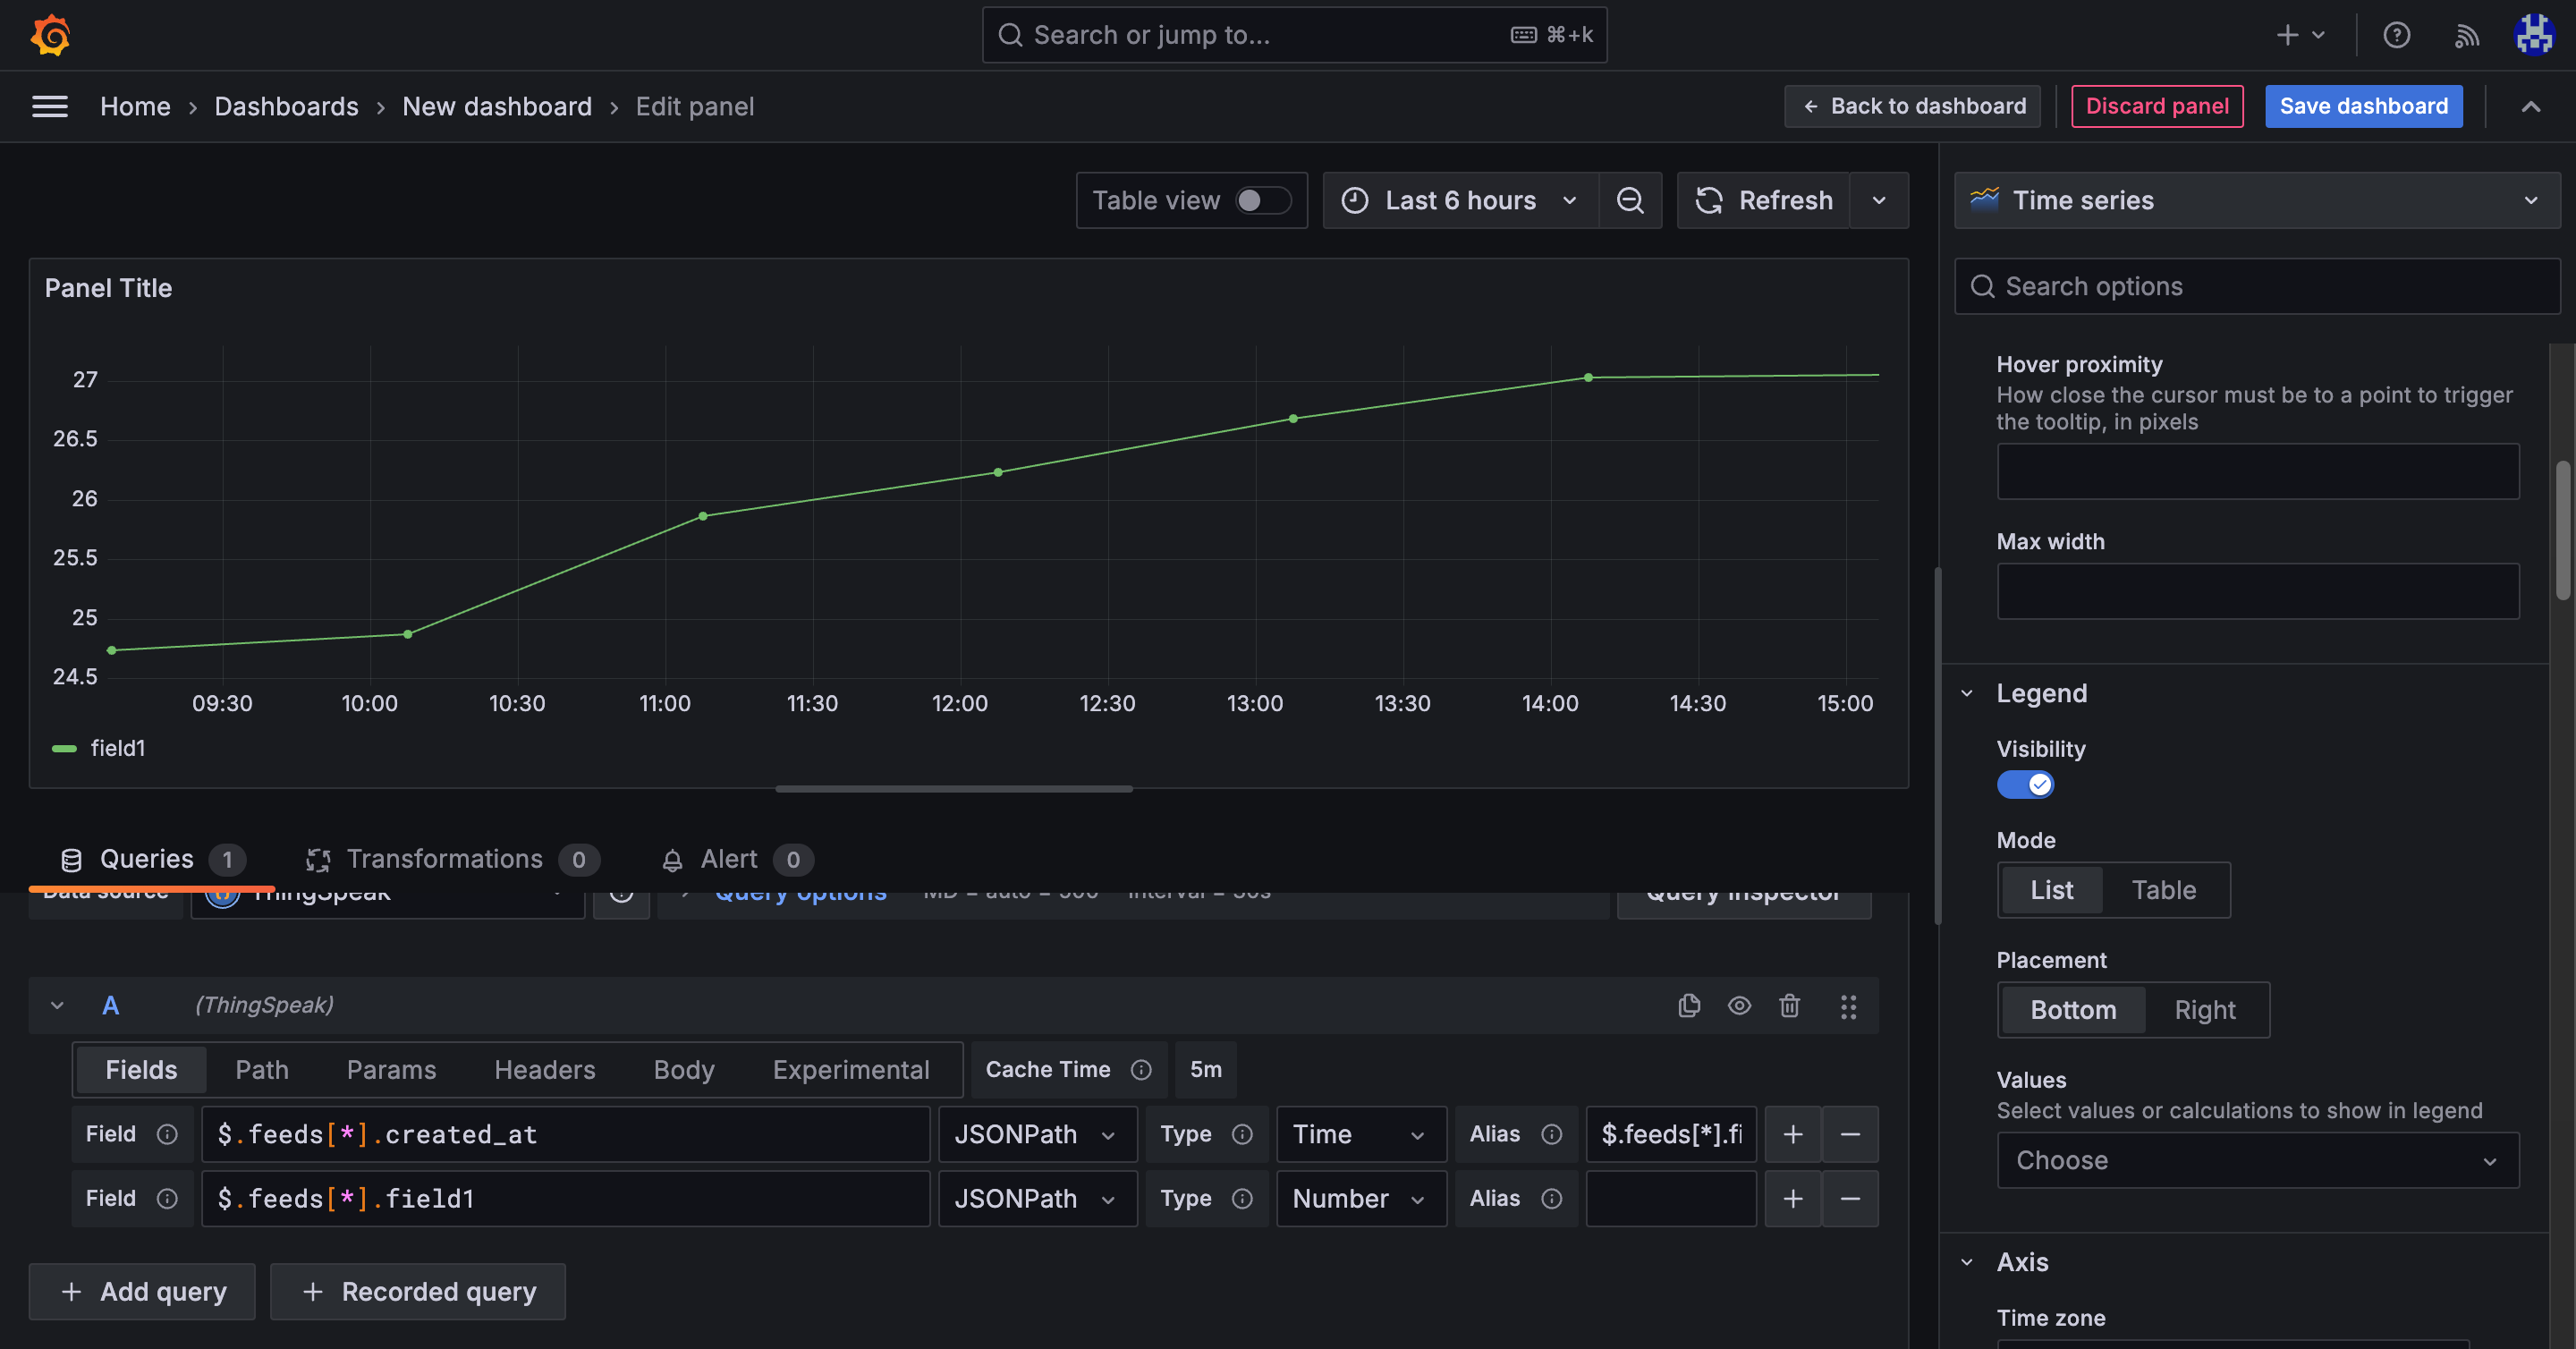 Search or jump to... ⌘+k
Home › Dashboards › New dashboard › Edit panel
← Back to dashboard
Discard panel
Save dashboard
Table view
Last 6 hours
Refresh
Time series
Search options
Panel Title
27
26.5
26
25.5
25
24.5
09:30 10:00 10:30 11:00 11:30 12:00 12:30 13:00 13:30 14:00 14:30 15:00
field1
Queries 1 Transformations 0 Alert 0
Data source ThingSpeak Query options MD = auto = 906 Interval = 30s Query inspector
A (ThingSpeak)
Fields Path Params Headers Body Experimental Cache Time 5m
Field $.feeds[*].created_at JSONPath Type Time Alias $.feeds[*].fi + −
Field $.feeds[*].field1 JSONPath Type Number Alias + −
+ Add query + Recorded query
Hover proximity
How close the cursor must be to a point to trigger
the tooltip, in pixels
Max width
Legend
Visibility
Mode
List Table
Placement
Bottom Right
Values
Select values or calculations to show in legend
Choose
Axis
Time zone